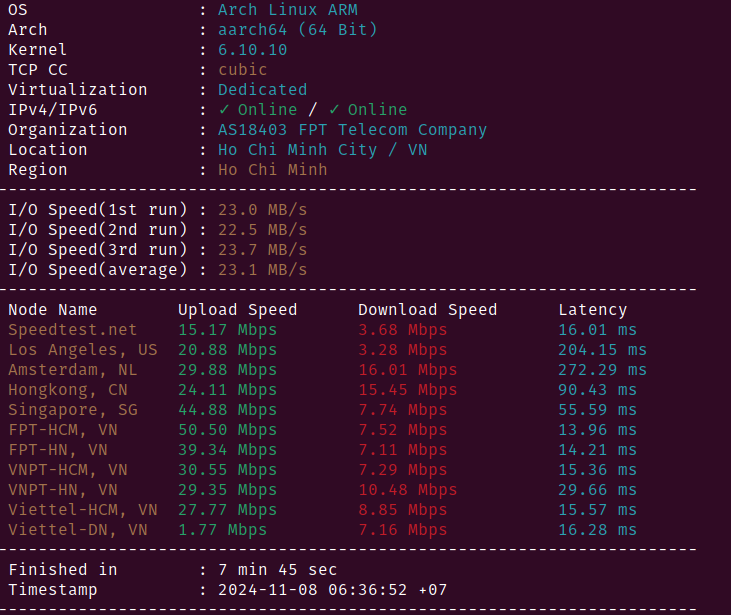 OS : Arch Linux ARM
Arch : aarch64 (64 Bit)
Kernel : 6.10.10
TCP CC : cubic
Virtualization : Dedicated
IPv4/IPv6 : ✓ Online / ✓ Online
Organization : AS18403 FPT Telecom Company
Location : Ho Chi Minh City / VN
Region : Ho Chi Minh
----------------------------------------------------------------------
I/O Speed(1st run) : 23.0 MB/s
I/O Speed(2nd run) : 22.5 MB/s
I/O Speed(3rd run) : 23.7 MB/s
I/O Speed(average) : 23.1 MB/s
----------------------------------------------------------------------
Node Name Upload Speed Download Speed Latency
Speedtest.net 15.17 Mbps 3.68 Mbps 16.01 ms
Los Angeles, US 20.88 Mbps 3.28 Mbps 204.15 ms
Amsterdam, NL 29.88 Mbps 16.01 Mbps 272.29 ms
Hongkong, CN 24.11 Mbps 15.45 Mbps 90.43 ms
Singapore, SG 44.88 Mbps 7.74 Mbps 55.59 ms
FPT-HCM, VN 50.50 Mbps 7.52 Mbps 13.96 ms
FPT-HN, VN 39.34 Mbps 7.11 Mbps 14.21 ms
VNPT-HCM, VN 30.55 Mbps 7.29 Mbps 15.36 ms
VNPT-HN, VN 29.35 Mbps 10.48 Mbps 29.66 ms
Viettel-HCM, VN 27.77 Mbps 8.85 Mbps 15.57 ms
Viettel-DN, VN 1.77 Mbps 7.16 Mbps 16.28 ms
----------------------------------------------------------------------
Finished in : 7 min 45 sec
Timestamp : 2024-11-08 06:36:52 +07
----------------------------------------------------------------------